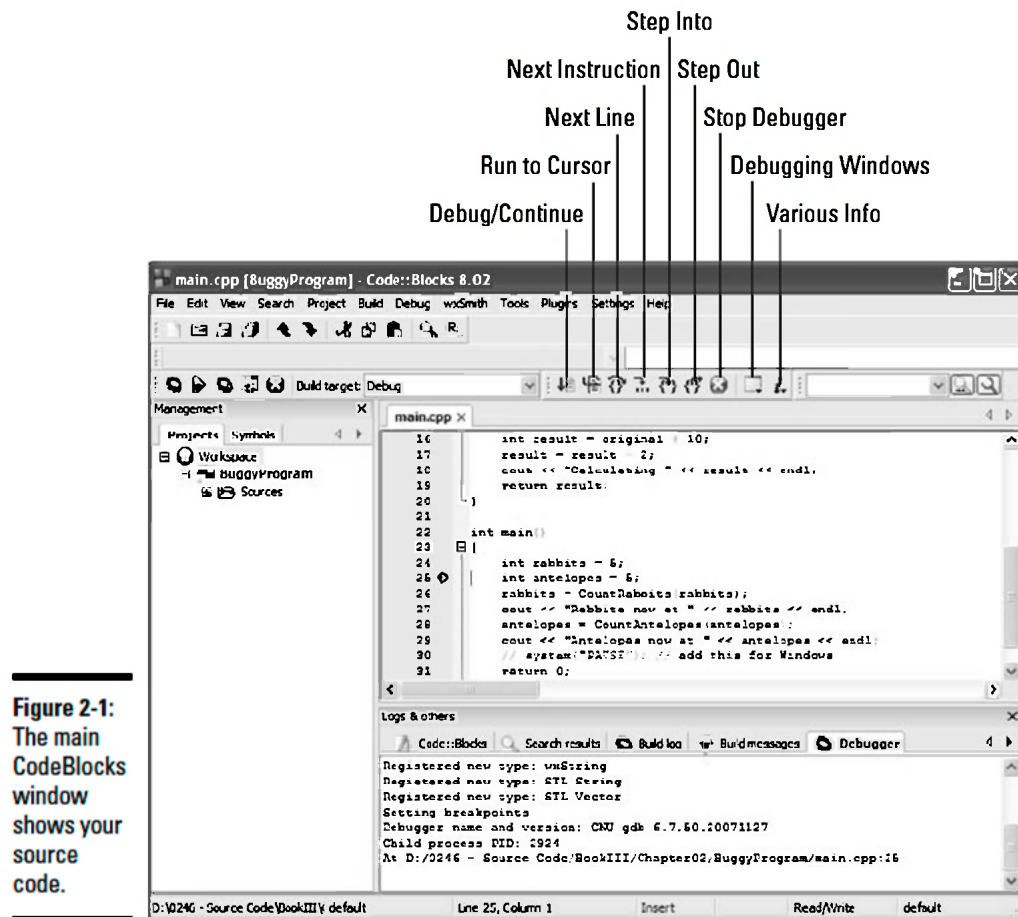 Step Into
Next Instruction
Step Out
Next Line
Stop Debugger
Run to Cursor
Debugging Windows
Debug/Continue
Various Info
main.cpp [BuggyProgram] - Code::Blocks 8.02
File Edit View Search Project Build Debug wxSmith Tools Plugins Settings Help
Build target: Debug
Management
Projects Symbols
Workspace
BuggyProgram
Sources
main.cpp
16 int result = original 10;
17 result = result 2;
18 cout << "Calculating " << result << endl;
19 return result;
20 }
21
22 int main()
23
24 int rabbits = 5;
25 int antelopes = 5;
26 rabbits = CountRabbits(rabbits);
27 cout << "Rabbits now at " << rabbits << endl;
28 antelopes = CountAntelopes(antelopes);
29 cout << "Antelopes now at " << antelopes << endl;
30 // system("PAUSE"); // add this for Windows
31 return 0;
Logs & others
Code::Blocks Search results Build log Build messages Debugger
Registered new type: wxString
Registered new type: STL String
Registered new type: STL Vector
Setting breakpoints
Debugger name and version: GNU gdb 6.7.50.20071127
Child process PID: 2924
At D:/0246 - Source Code/BookIII/Chapter02/BuggyProgram/main.cpp:25
D:\0246 - Source Code\BookIII\ default Line 25, Column 1 Insert Read/Write default
Figure 2-1:
The main
CodeBlocks
window
shows your
source
code.